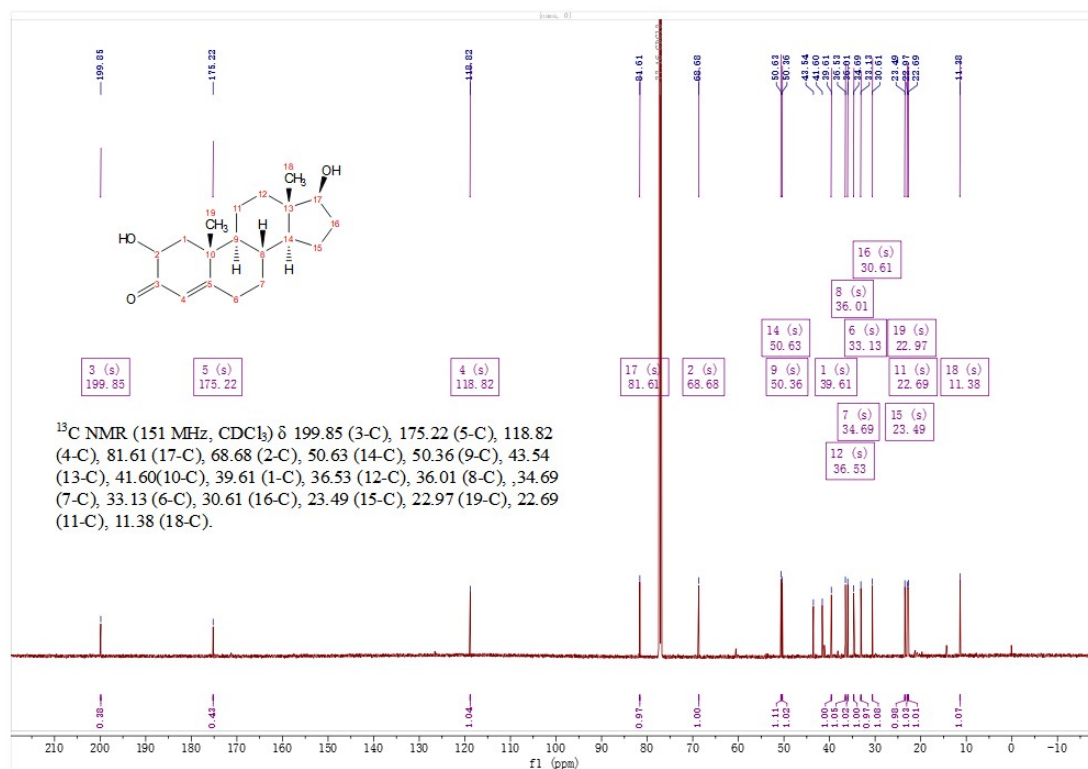 199.85
175.22
118.82
81.61
68.68
50.63
50.36
43.54
41.60
39.61
36.53
36.01
34.69
33.13
30.61
23.49
22.97
22.69
11.38
18
CH₃
OH
12
17
19
11
13
CH₃
16
HO
1
9
H
14
2
10
8
15
H
H
3
5
7
O
4
6
16 (s)
30.61
8 (s)
36.01
14 (s)
50.63
6 (s)
33.13
19 (s)
22.97
3 (s)
199.85
5 (s)
175.22
4 (s)
118.82
17 (s)
81.61
2 (s)
68.68
9 (s)
50.36
1 (s)
39.61
11 (s)
22.69
18 (s)
11.38
7 (s)
34.69
15 (s)
23.49
12 (s)
36.53
¹³C NMR (151 MHz, CDCl₃) δ 199.85 (3-C), 175.22 (5-C), 118.82
(4-C), 81.61 (17-C), 68.68 (2-C), 50.63 (14-C), 50.36 (9-C), 43.54
(13-C), 41.60(10-C), 39.61 (1-C), 36.53 (12-C), 36.01 (8-C), ,34.69
(7-C), 33.13 (6-C), 30.61 (16-C), 23.49 (15-C), 22.97 (19-C), 22.69
(11-C), 11.38 (18-C).
0.38
0.43
1.04
0.97
1.00
1.11
1.02
1.00
1.05
1.02
1.00
0.97
1.08
0.98
1.03
1.01
1.07
210 200 190 180 170 160 150 140 130 120 110 100 90 80 70 60 50 40 30 20 10 0 -10
f1 (ppm)